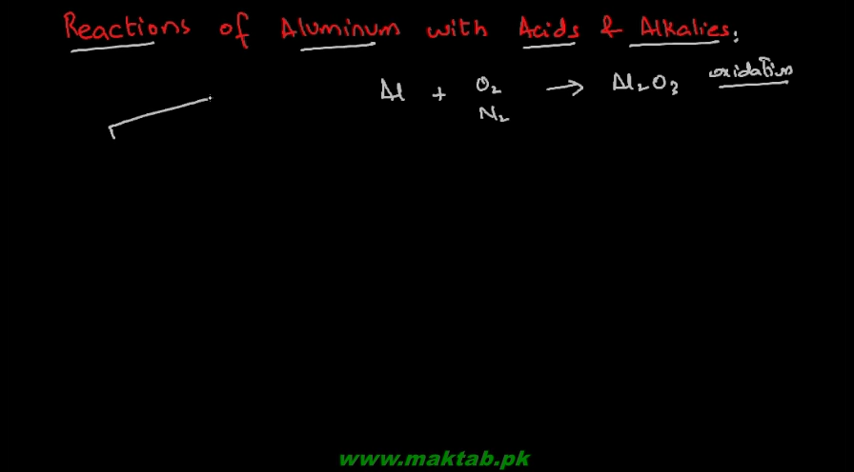 Reactions of Aluminum with Acids & Alkalies:
Al + O₂ → Al₂O₃ oxidation
N₂
www.maktab.pk